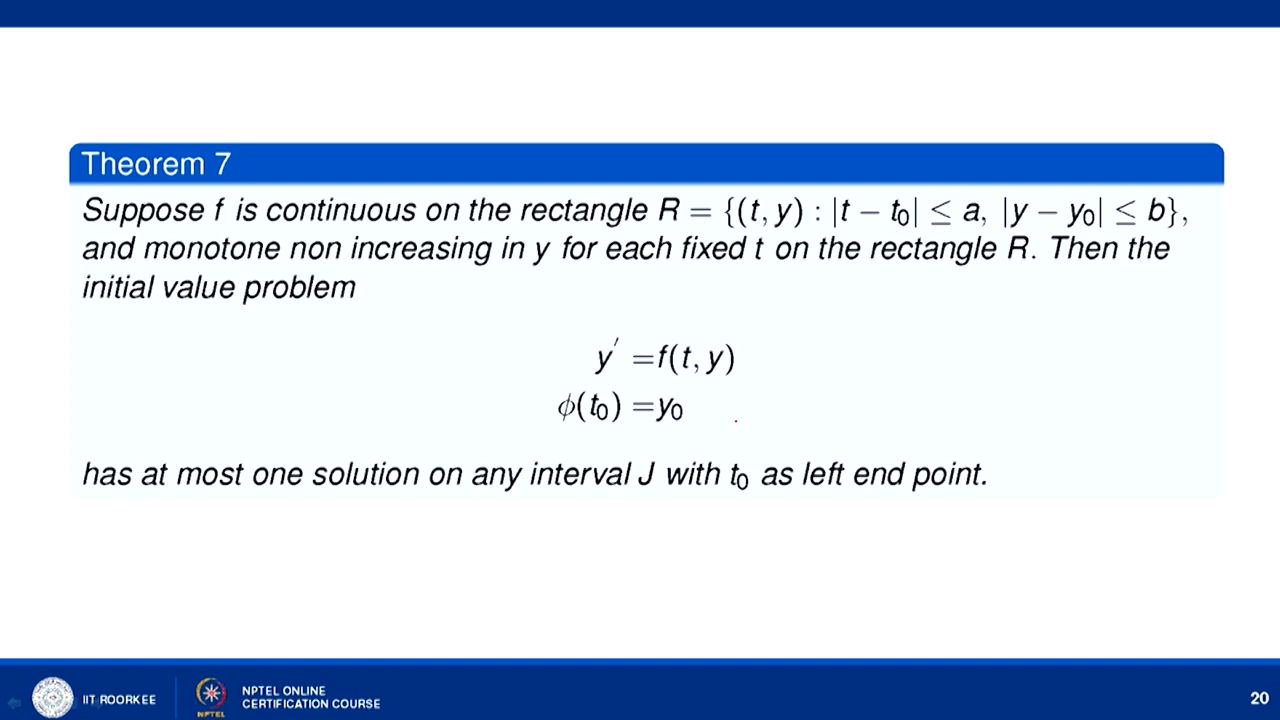 Theorem 7
Suppose f is continuous on the rectangle R = {(t, y) : |t − t₀| ≤ a, |y − y₀| ≤ b},
and monotone non increasing in y for each fixed t on the rectangle R. Then the
initial value problem
y′ =f(t, y)
ϕ(t₀) =y₀
has at most one solution on any interval J with t₀ as left end point.
IIT ROORKEE
NPTEL
NPTEL ONLINE
CERTIFICATION COURSE
20